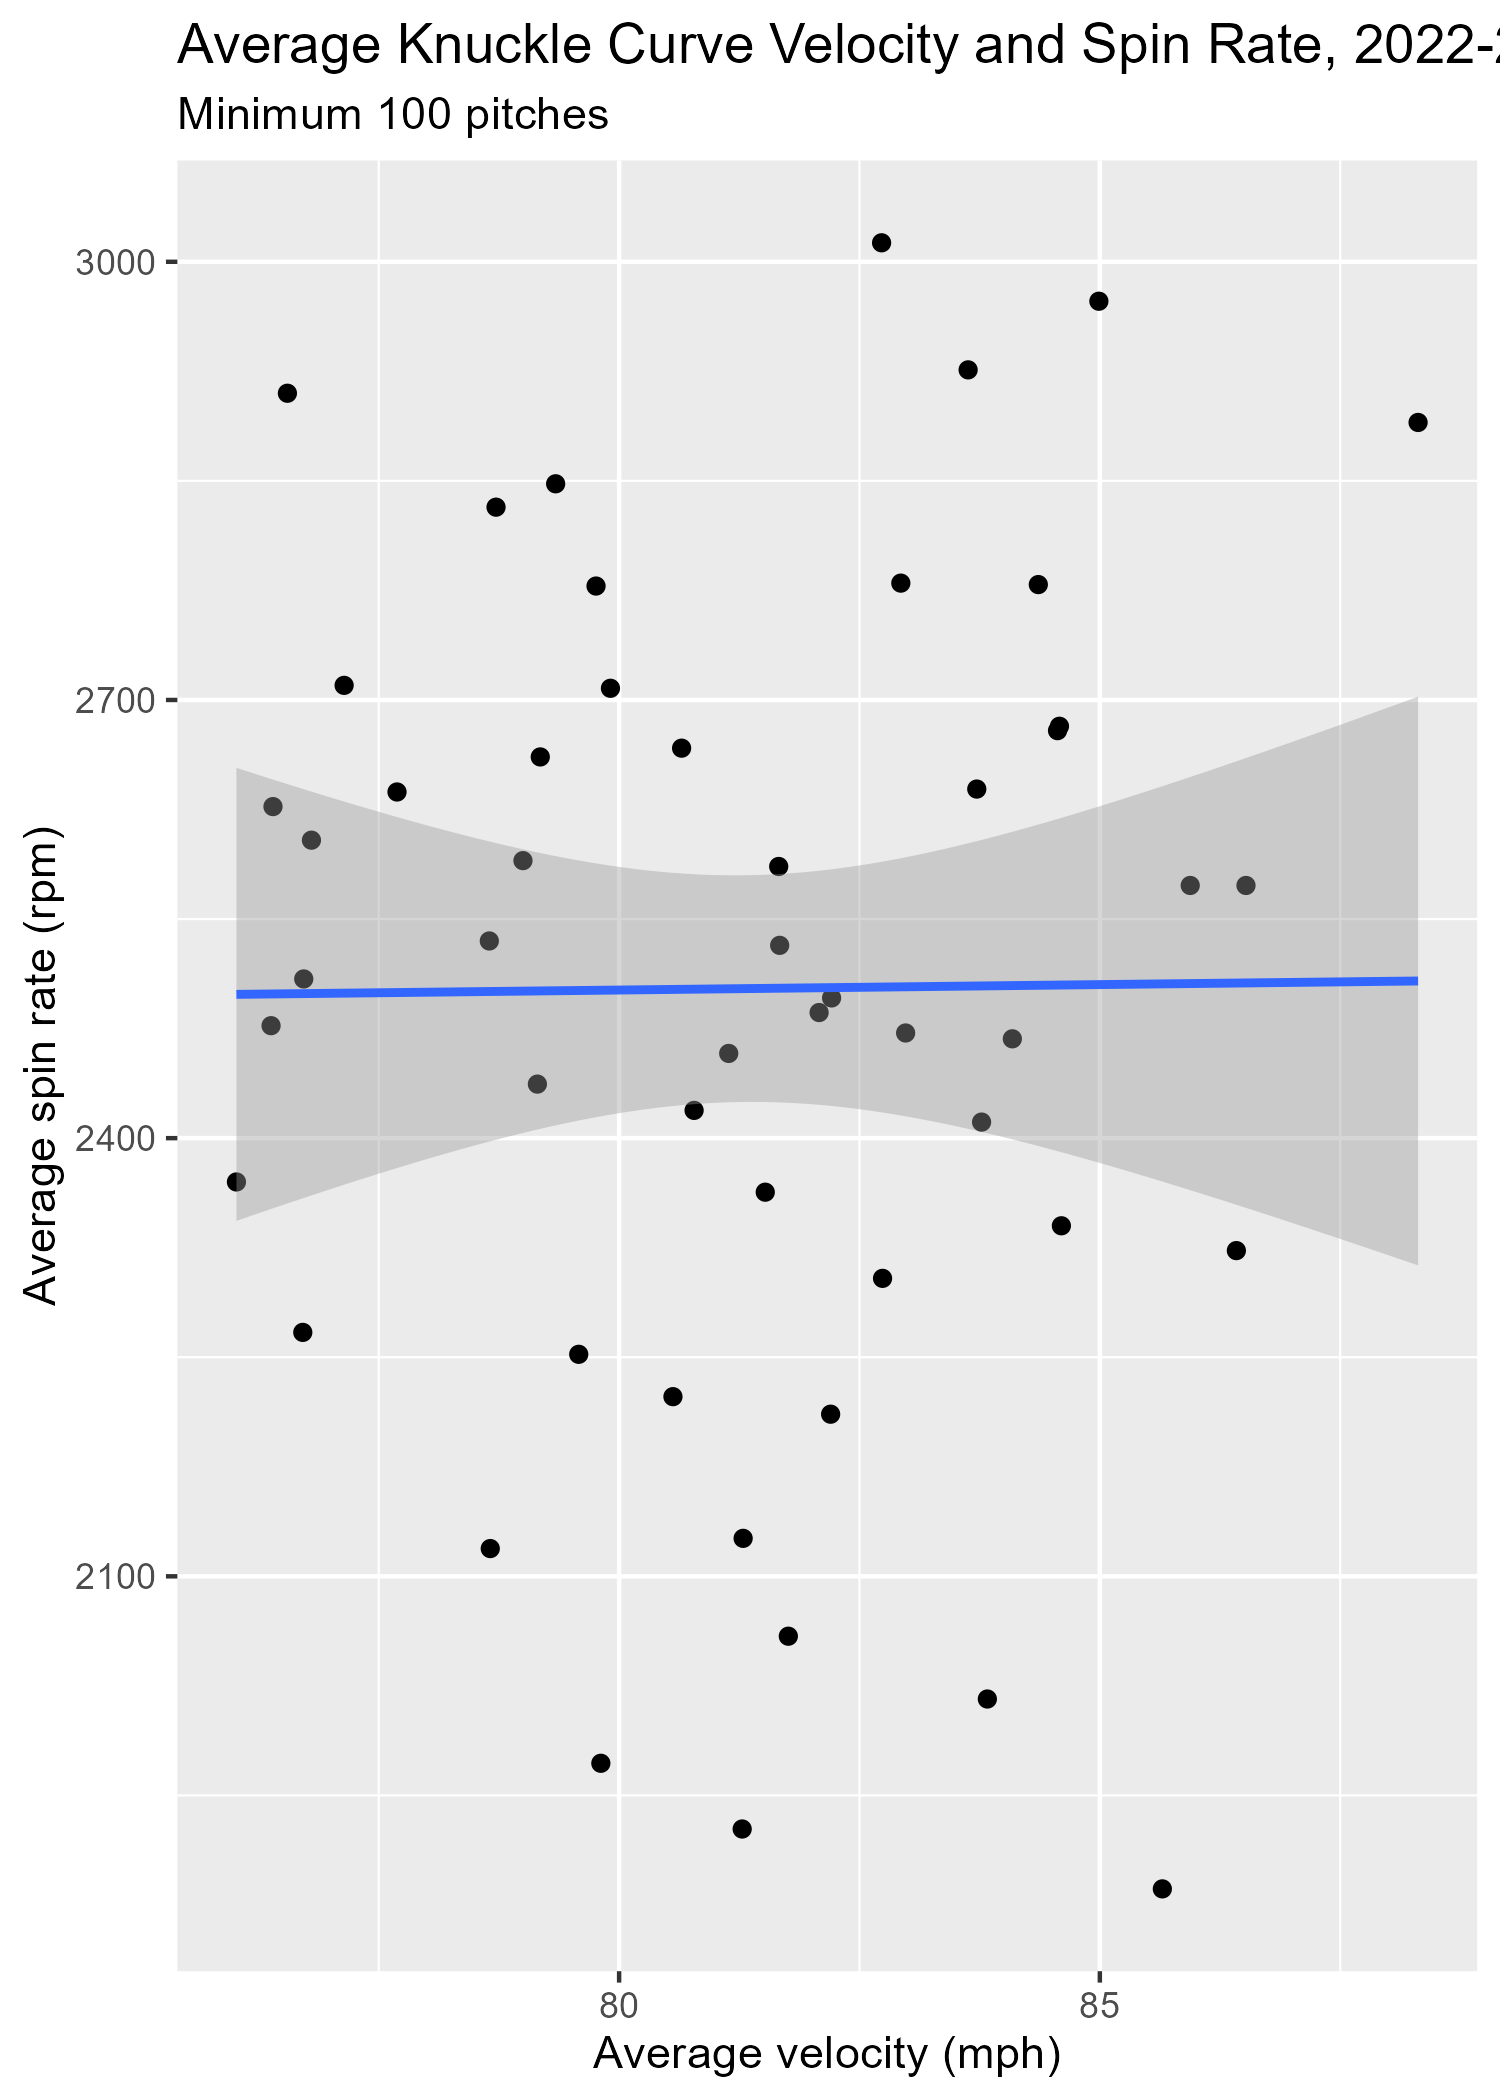 Average Knuckle Curve Velocity and Spin Rate, 2022-2
Minimum 100 pitches
3000
2700
2400
2100
Average spin rate (rpm)
80
85
Average velocity (mph)